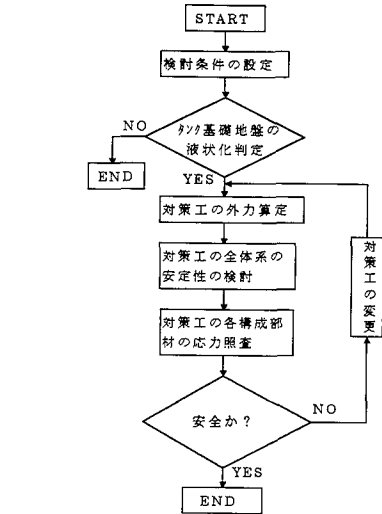 START
検討条件の設定
タンク基礎地盤の
液状化判定
NO
END
YES
対策工の外力算定
対策工の全体系の
安定性の検討
対策工の変更
対策工の各構成部
材の応力照査
安全か?
NO
YES
END